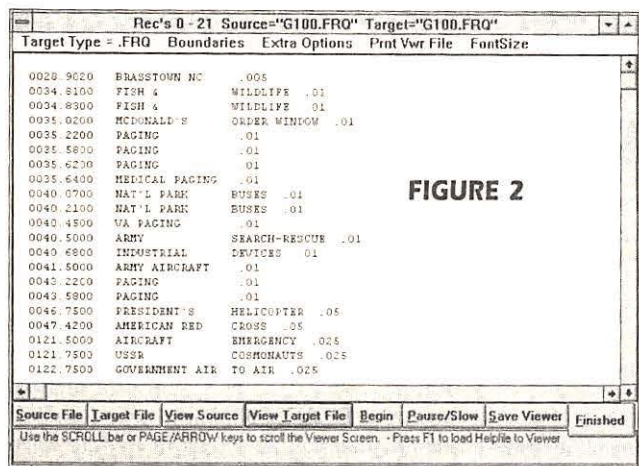 Rec's 0 - 21 Source="G100.FRQ" Target="G100.FRQ"
Target Type = .FRQ Boundaries Extra Options Prnt Vwr File FontSize
0028.9020 BRASSTOWN NC .005
0034.8100 FISH & WILDLIFE .01
0034.8300 FISH & WILDLIFE 01
0035.0200 MCDONALD'S ORDER WINDOW .01
0035.2200 PAGING .01
0035.5800 PAGING .01
0035.6200 PAGING .01
0035.6400 MEDICAL PAGING .01
0040.0700 NAT'L PARK BUSES .01
0040.2100 NAT'L PARK BUSES .01
0040.4500 VA PAGING .01
0040.5000 ARMY SEARCH-RESCUE .01
0040.6800 INDUSTRIAL DEVICES 01
0041.5000 ARMY AIRCRAFT .01
0043.2200 PAGING .01
0043.5800 PAGING .01
0046.7500 PRESIDENT'S HELICOPTER .05
0047.4200 AMERICAN RED CROSS .05
0121.5000 AIRCRAFT EMERGENCY .025
0121.7500 USSR COSMONAUTS .025
0122.7500 GOVERNMENT AIR TO AIR .025
FIGURE 2
Source File Target File View Source View Target File Begin Pause/Slow Save Viewer Finished
Use the SCROLL bar or PAGE/ARROW keys to scroll the Viewer Screen. - Press F1 to load Helpfile to Viewer